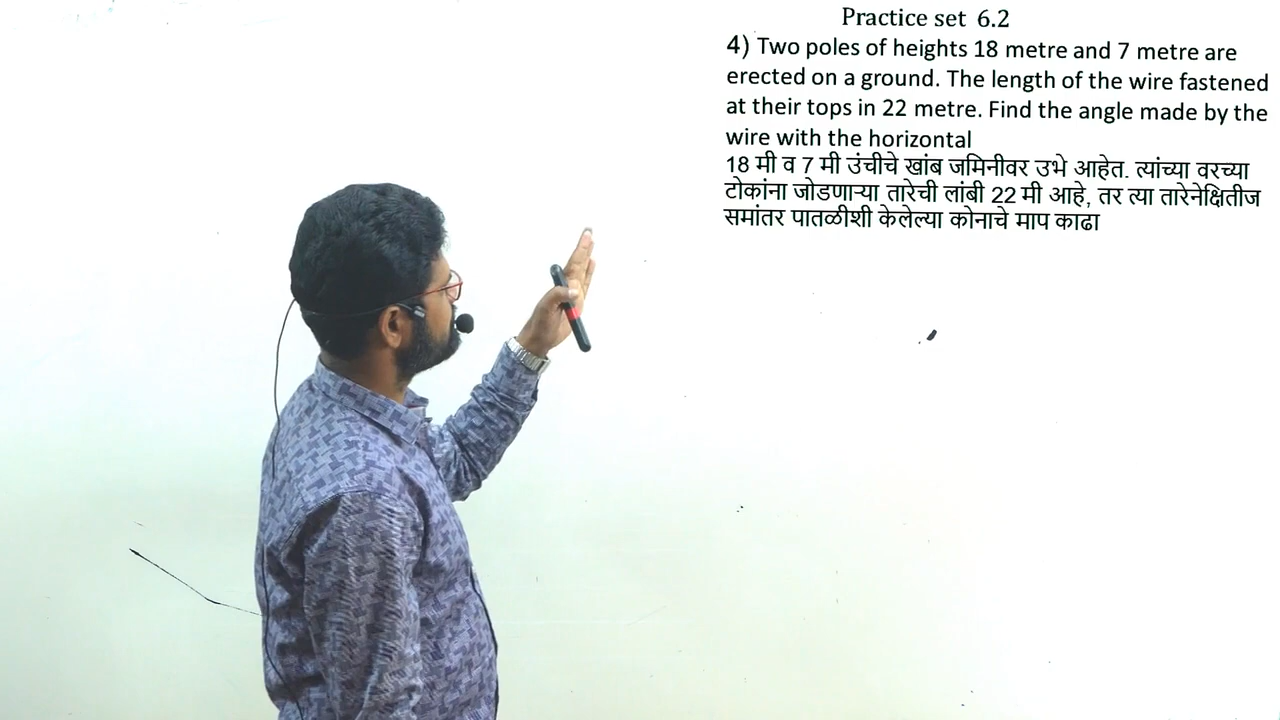 Practice set 6.2
4) Two poles of heights 18 metre and 7 metre are
erected on a ground. The length of the wire fastened
at their tops in 22 metre. Find the angle made by the
wire with the horizontal
18 मी व 7 मी उंचीचे खांब जमिनीवर उभे आहेत. त्यांच्या वरच्या
टोकांना जोडणाऱ्या तारेची लांबी 22 मी आहे, तर त्या तारेनेक्षितीज
समांतर पातळीशी केलेल्या कोनाचे माप काढा